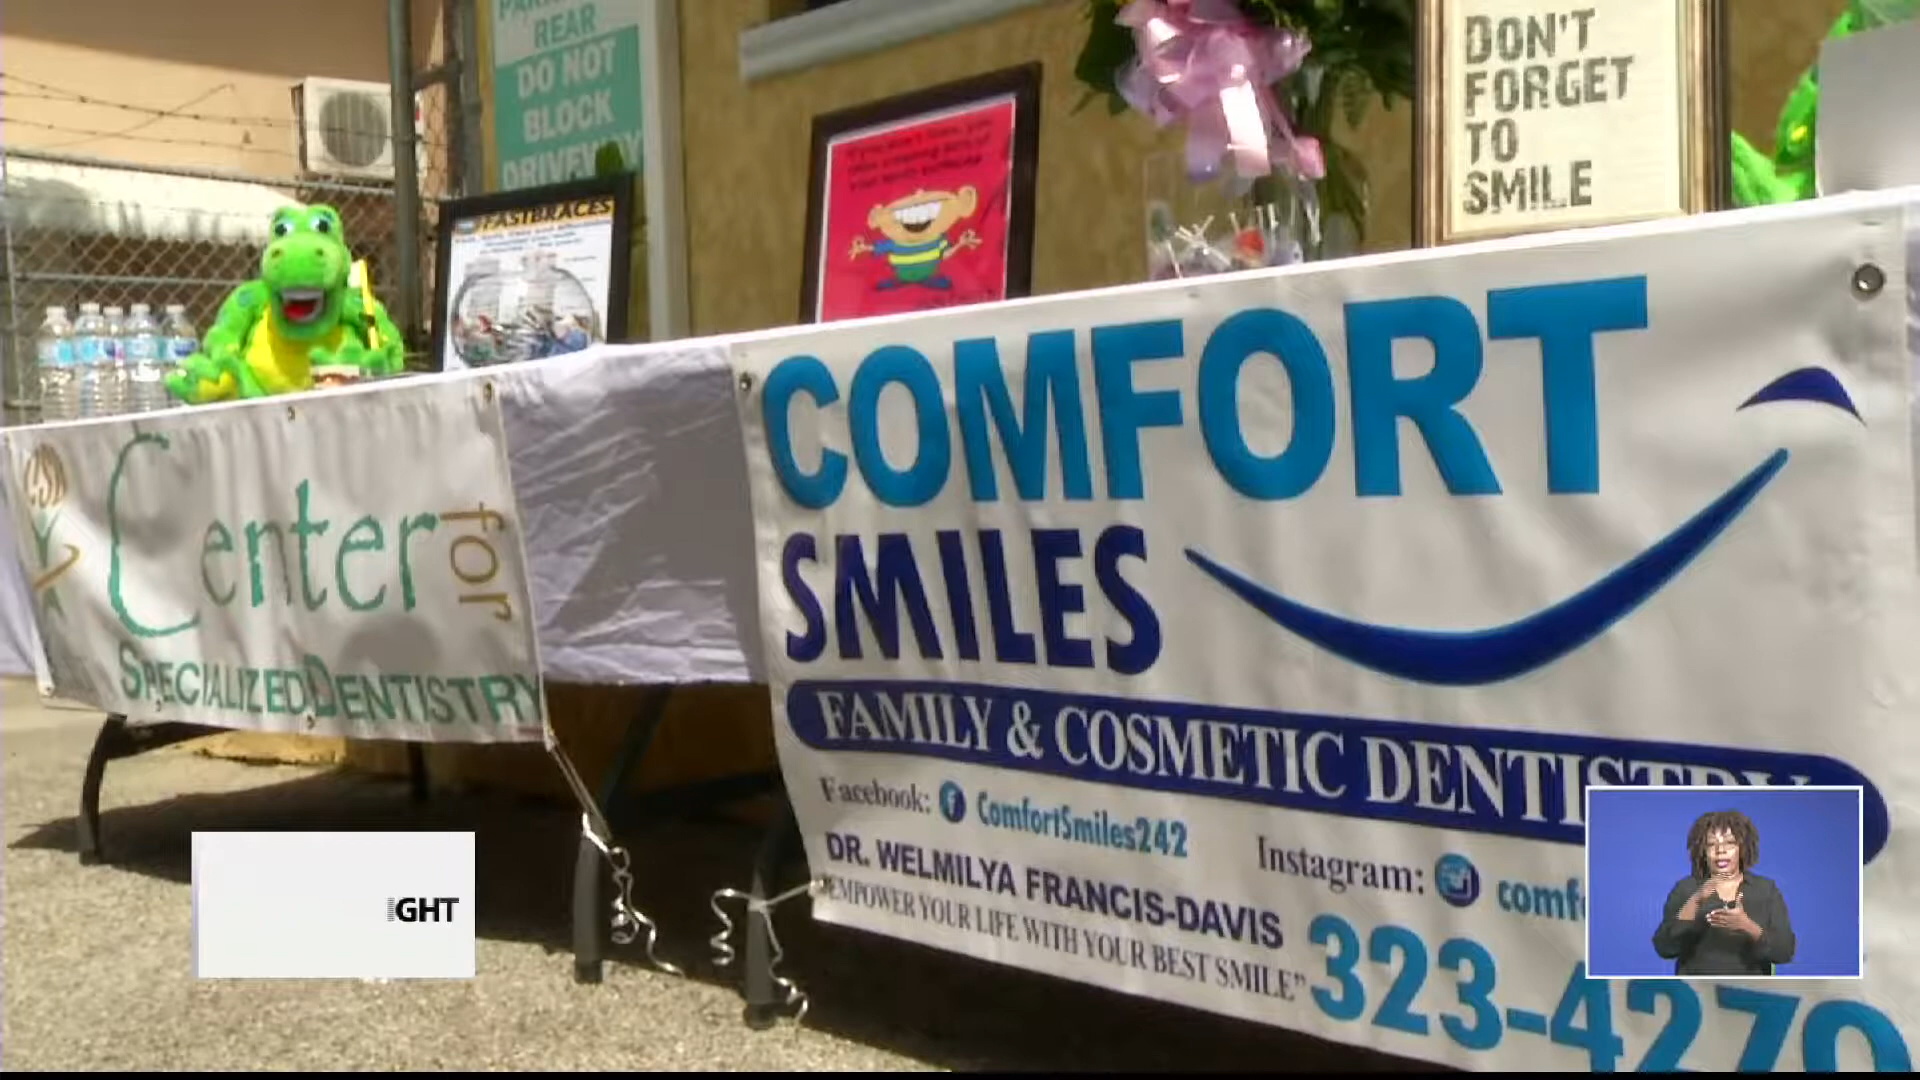 REAR
DO NOT
BLOCK
DRIVEWAY
FASTBRACES
DON'T
FORGET
TO
SMILE
Center for
SPECIALIZED DENTISTRY
COMFORT
SMILES
FAMILY & COSMETIC DENTISTRY
Facebook: ComfortSmiles242
Instagram: comf
DR. WELMILYA FRANCIS-DAVIS
"EMPOWER YOUR LIFE WITH YOUR BEST SMILE"
323-4270
GHT